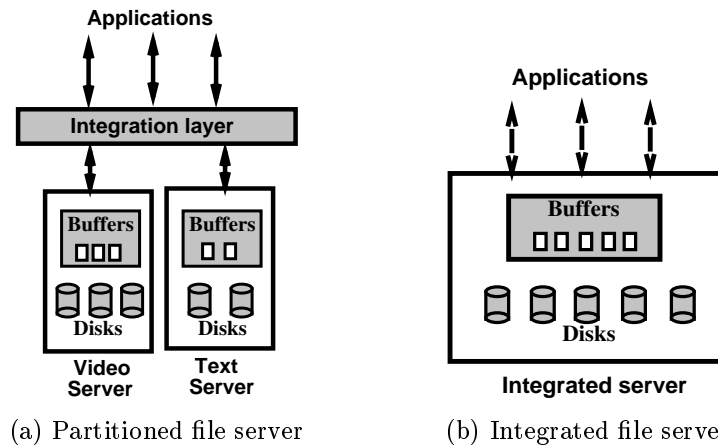 Applications
Integration layer
Buffers
Disks
Video
Server
Buffers
Disks
Text
Server
(a) Partitioned file server
Applications
Buffers
Disks
Integrated server
(b) Integrated file serve